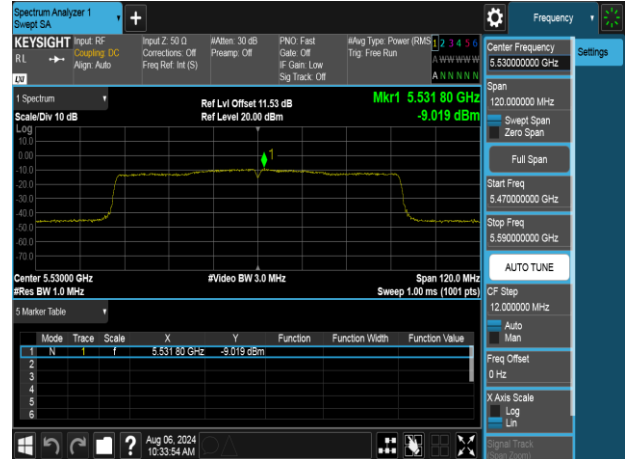 Spectrum Analyzer 1
Swept SA
Frequency
KEYSIGHT
R L
LXI
Input: RF
Coupling: DC
Align: Auto
Input Z: 50 Ω
Corrections: Off
Freq Ref: Int (S)
#Atten: 30 dB
Preamp: Off
PNO: Fast
Gate: Off
IF Gain: Low
Sig Track: Off
#Avg Type: Power (RMS
Trig: Free Run
1 2 3 4 5 6
A W W W W W
A N N N N N
1 Spectrum
Scale/Div 10 dB
Ref Lvl Offset 11.53 dB
Ref Level 20.00 dBm
Mkr1 5.531 80 GHz
-9.019 dBm
Log
10.0
0.00
-10.0
-20.0
-30.0
-40.0
-50.0
-60.0
-70.0
1
Center 5.53000 GHz
#Res BW 1.0 MHz
#Video BW 3.0 MHz
Span 120.0 MHz
Sweep 1.00 ms (1001 pts)
5 Marker Table
Mode Trace Scale X Y Function Function Width Function Value
1 N 1 f 5.531 80 GHz -9.019 dBm
2
3
4
5
6
Aug 06, 2024
10:33:54 AM
Center Frequency
5.530000000 GHz
Settings
Span
120.000000 MHz
Swept Span
Zero Span
Full Span
Start Freq
5.470000000 GHz
Stop Freq
5.590000000 GHz
AUTO TUNE
CF Step
12.000000 MHz
Auto
Man
Freq Offset
0 Hz
X Axis Scale
Log
Lin
Signal Track
(Span Zoom)